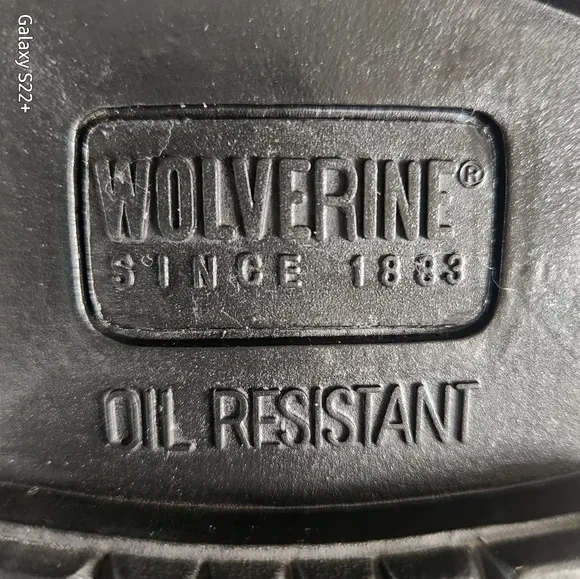 Galaxy S22+
WOLVERINE®
SINCE 1883
OIL RESISTANT